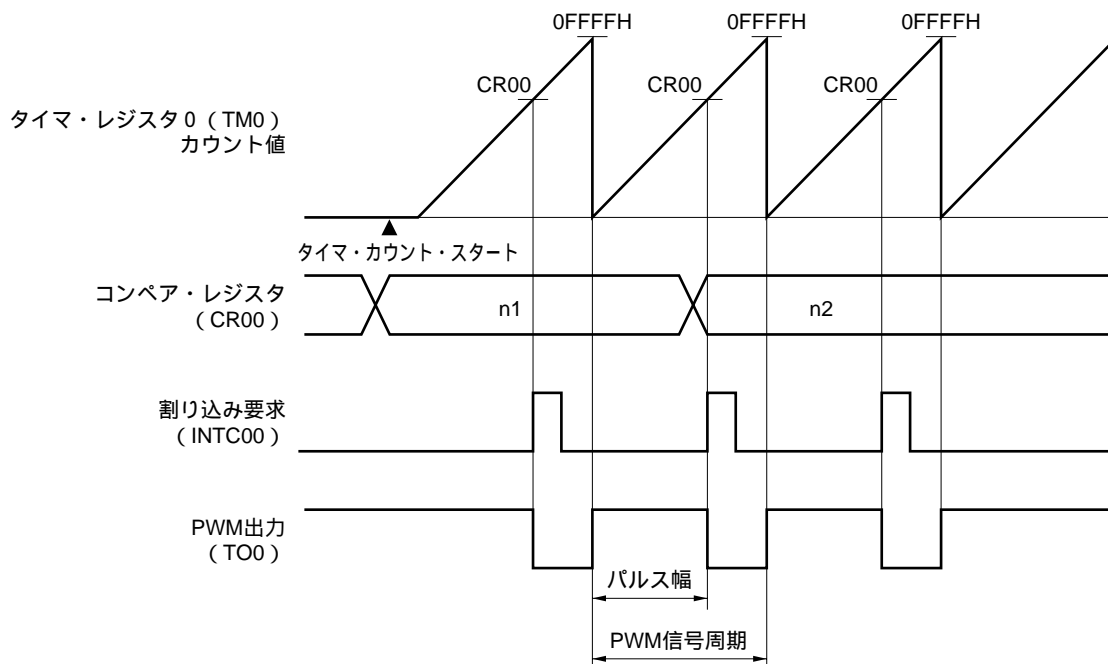 0FFFFH
0FFFFH
0FFFFH
CR00
CR00
CR00
タイマ・レジスタ0（TM0）
カウント値
タイマ・カウント・スタート
コンペア・レジスタ
（CR00）
n1
n2
割り込み要求
（INTC00）
PWM出力
（TO0）
パルス幅
PWM信号周期